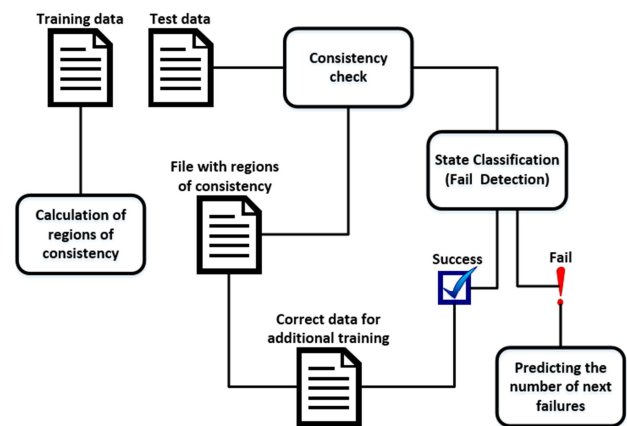 Training data
Test data
Consistency
check
State Classification
(Fail Detection)
File with regions
of consistency
Calculation of
regions of
consistency
Success
Fail
Correct data for
additional training
Predicting the
number of next
failures